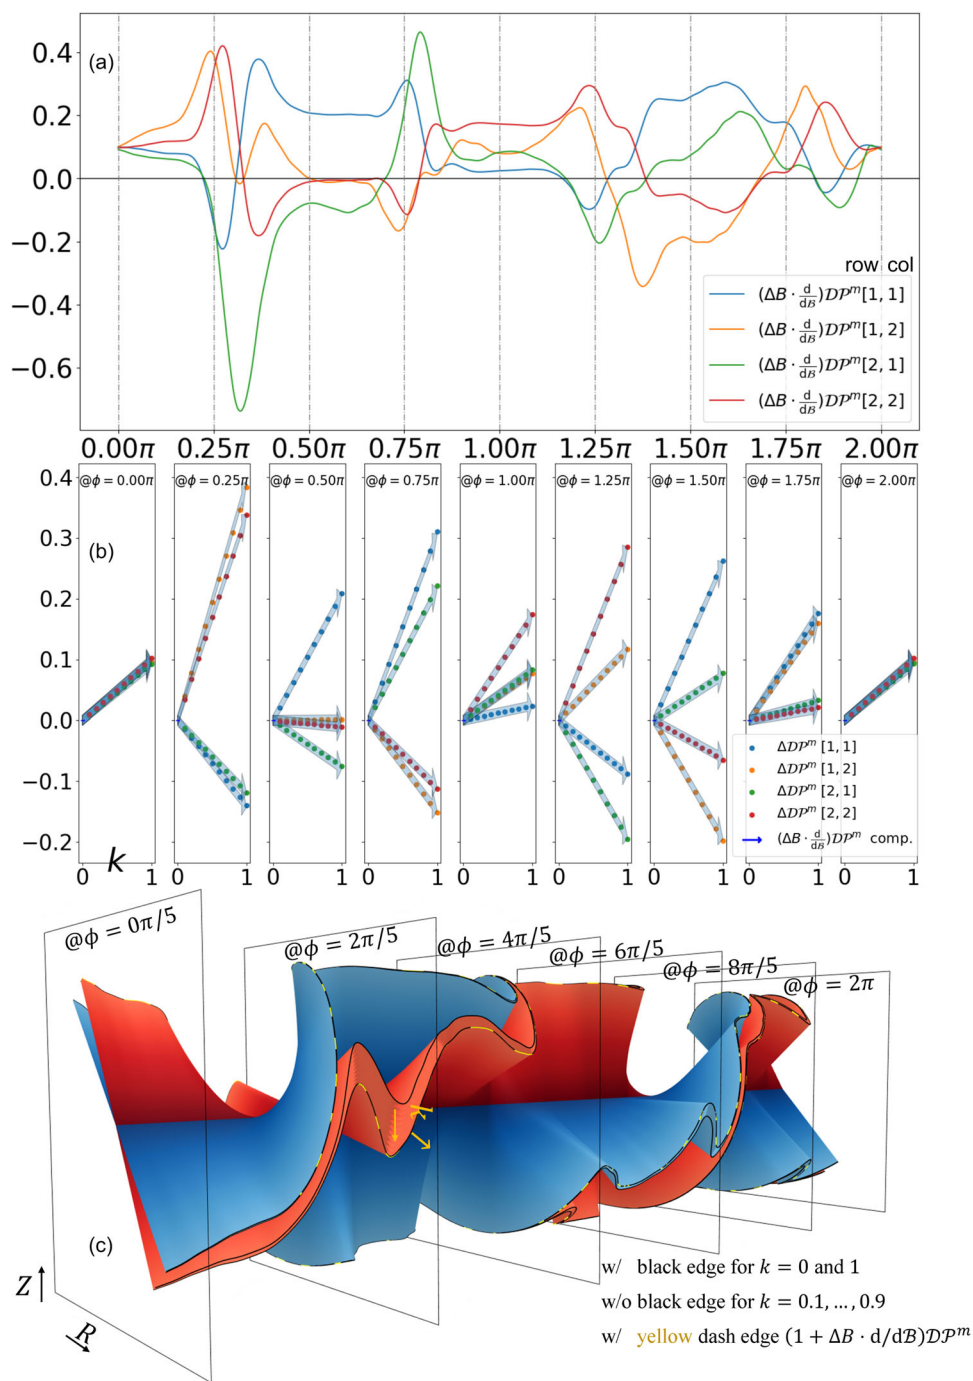 (a)
0.4
0.2
0.0
−0.2
−0.4
−0.6
row col
(ΔB · d/dℬ)𝒟𝒫^m[1, 1]
(ΔB · d/dℬ)𝒟𝒫^m[1, 2]
(ΔB · d/dℬ)𝒟𝒫^m[2, 1]
(ΔB · d/dℬ)𝒟𝒫^m[2, 2]
0.00π 0.25π 0.50π 0.75π 1.00π 1.25π 1.50π 1.75π 2.00π
@ϕ = 0.00π @ϕ = 0.25π @ϕ = 0.50π @ϕ = 0.75π @ϕ = 1.00π @ϕ = 1.25π @ϕ = 1.50π @ϕ = 1.75π @ϕ = 2.00π
(b)
0.4
0.3
0.2
0.1
0.0
−0.1
−0.2
Δ𝒟𝒫^m [1, 1]
Δ𝒟𝒫^m [1, 2]
Δ𝒟𝒫^m [2, 1]
Δ𝒟𝒫^m [2, 2]
(ΔB · d/dℬ)𝒟𝒫^m comp.
k
0 1 0 1 0 1 0 1 0 1 0 1 0 1 0 1 0 1
@ϕ = 0π/5
@ϕ = 2π/5
@ϕ = 4π/5
@ϕ = 6π/5
@ϕ = 8π/5
@ϕ = 2π
k
(c)
Z
R
w/ black edge for k = 0 and 1
w/o black edge for k = 0.1, … , 0.9
w/ yellow dash edge (1 + ΔB · d/dℬ)𝒟𝒫^m